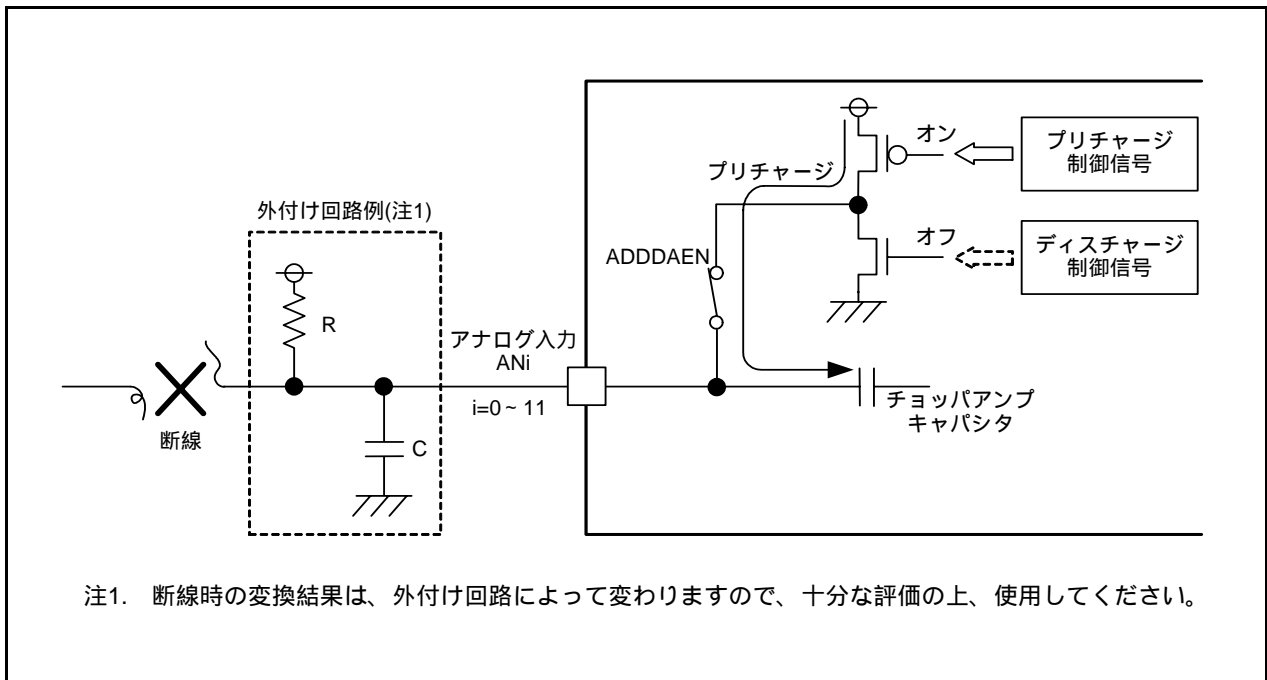 オン
プリチャージ
制御信号
プリチャージ
外付け回路例(注1)
オフ
ディスチャージ
制御信号
ADDDAEN
R
アナログ入力
ANi
i=0~11
チョッパアンプ
キャパシタ
断線
C
注1. 断線時の変換結果は、外付け回路によって変わりますので、十分な評価の上、使用してください。